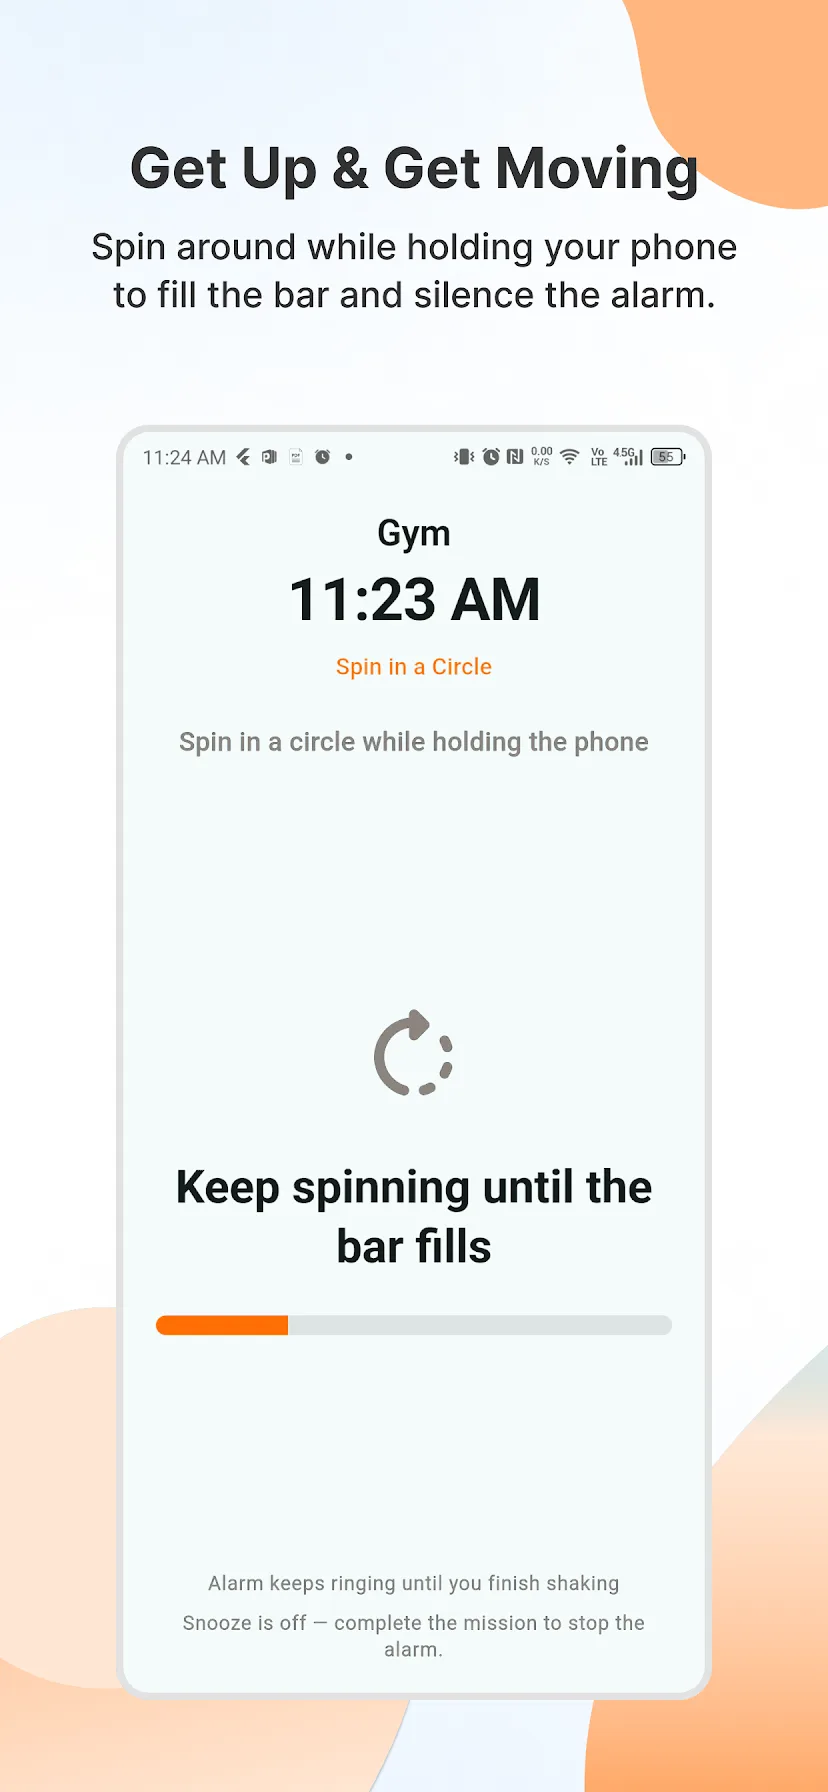 Get Up & Get Moving
Spin around while holding your phone
to fill the bar and silence the alarm.
11:24 AM
0.00
K/S
Vo
LTE
4.5G
55
Gym
11:23 AM
Spin in a Circle
Spin in a circle while holding the phone
Keep spinning until the
bar fills
Alarm keeps ringing until you finish shaking
Snooze is off — complete the mission to stop the
alarm.